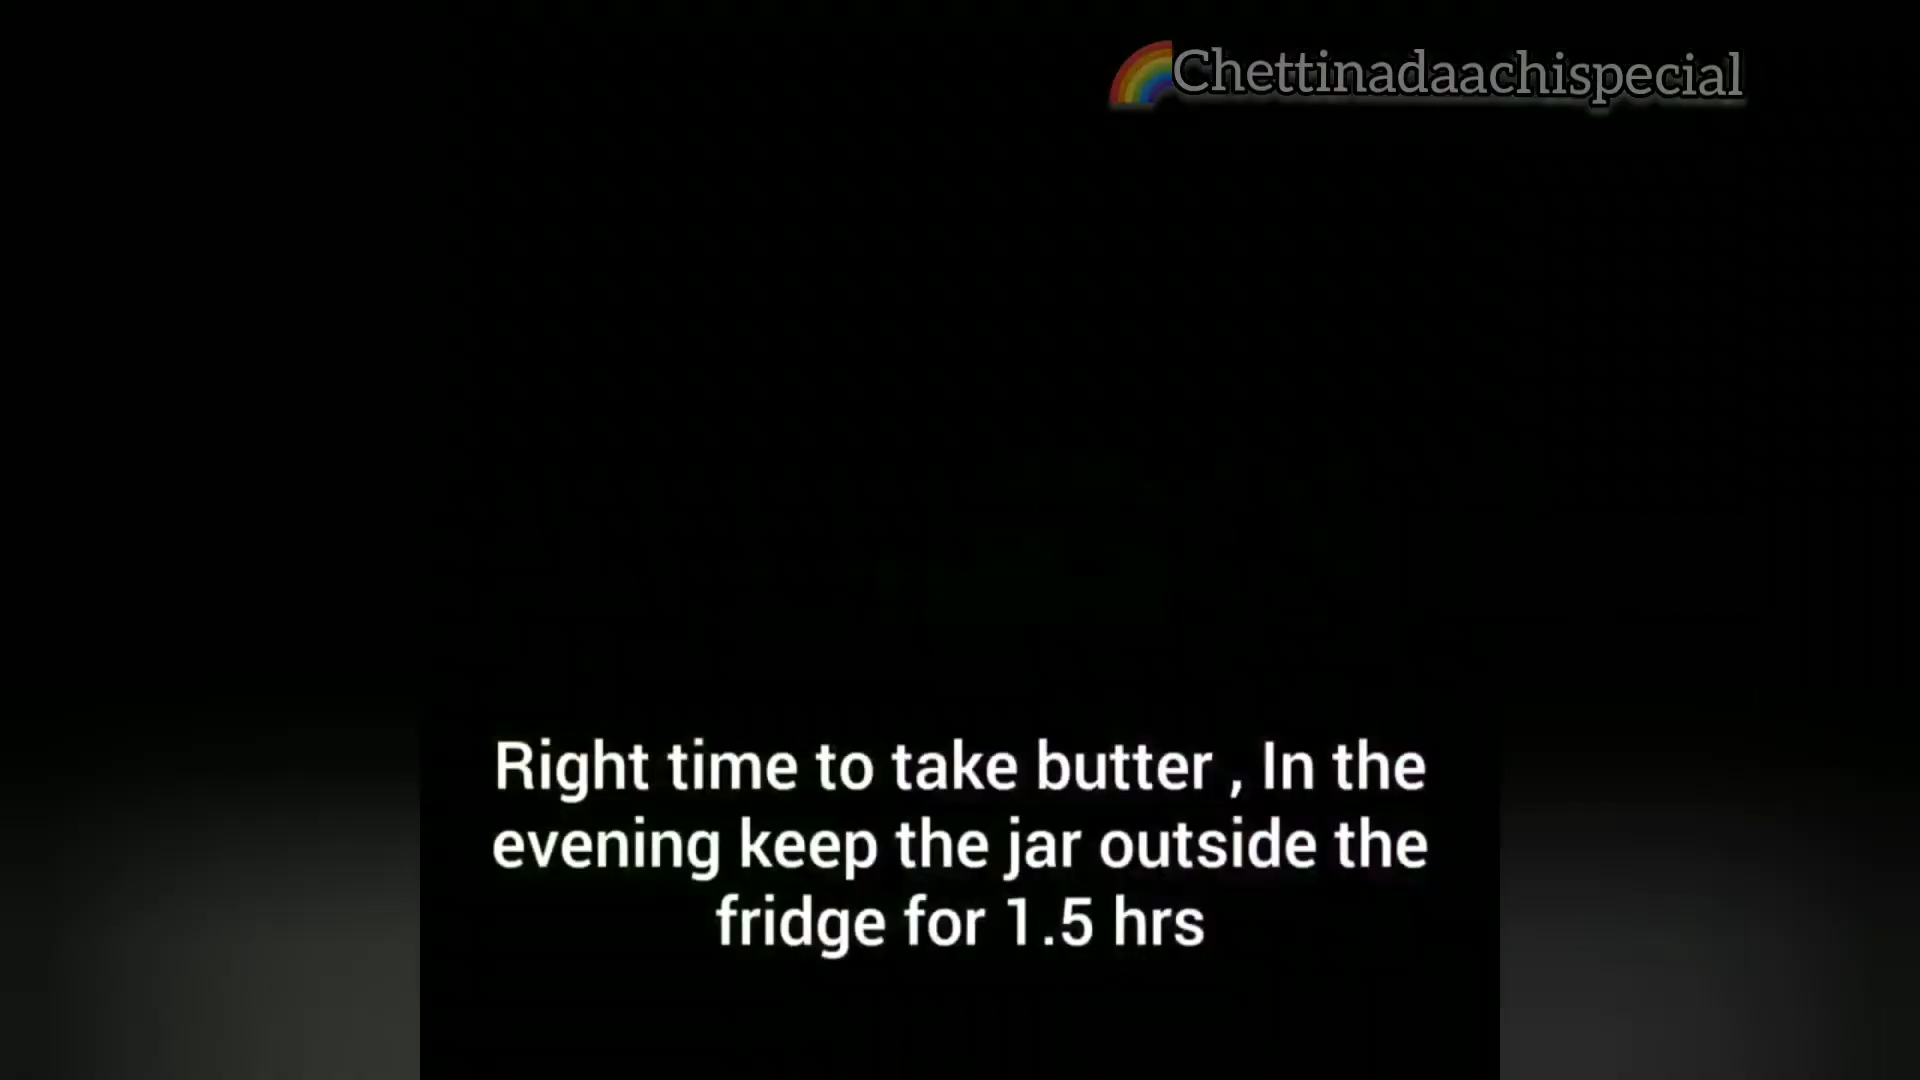 Chettinadaachispecial
Right time to take butter , In the
evening keep the jar outside the
fridge for 1.5 hrs